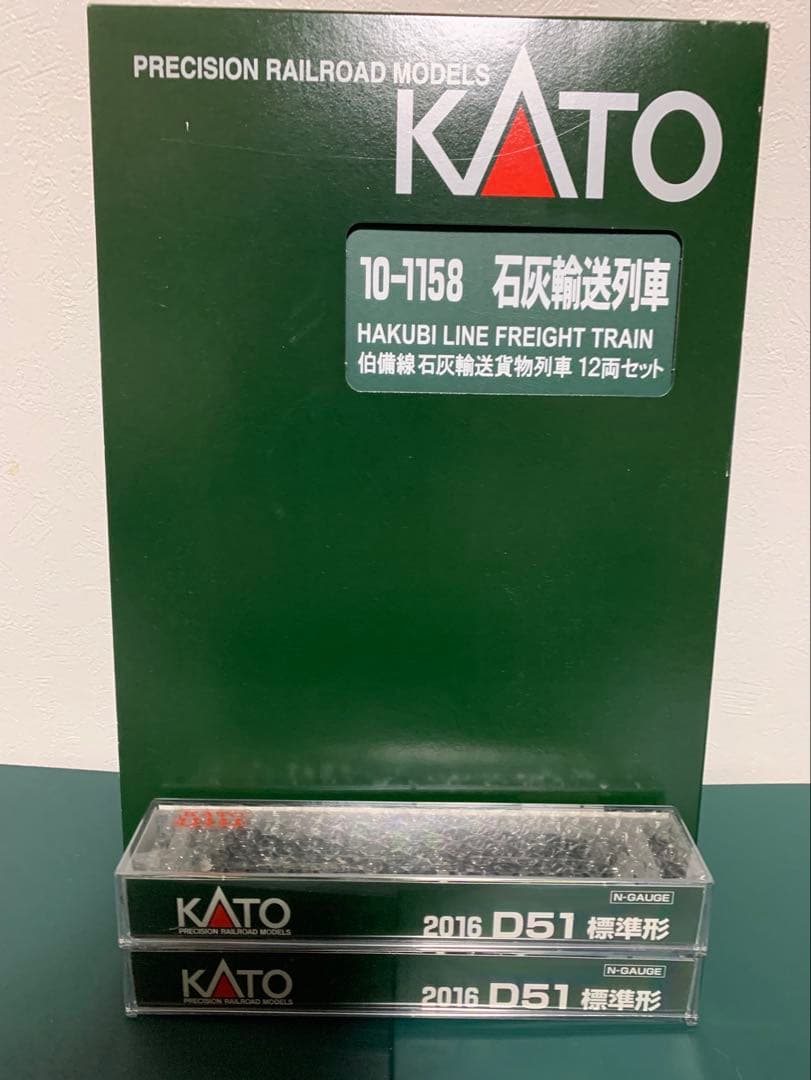 PRECISION RAILROAD MODELS
KATO
10-1158 石灰輸送列車
HAKUBI LINE FREIGHT TRAIN
伯備線石灰輸送貨物列車 12両セット
KATO
PRECISION RAILROAD MODELS
N-GAUGE
2016 D51 標準形
KATO
PRECISION RAILROAD MODELS
N-GAUGE
2016 D51 標準形